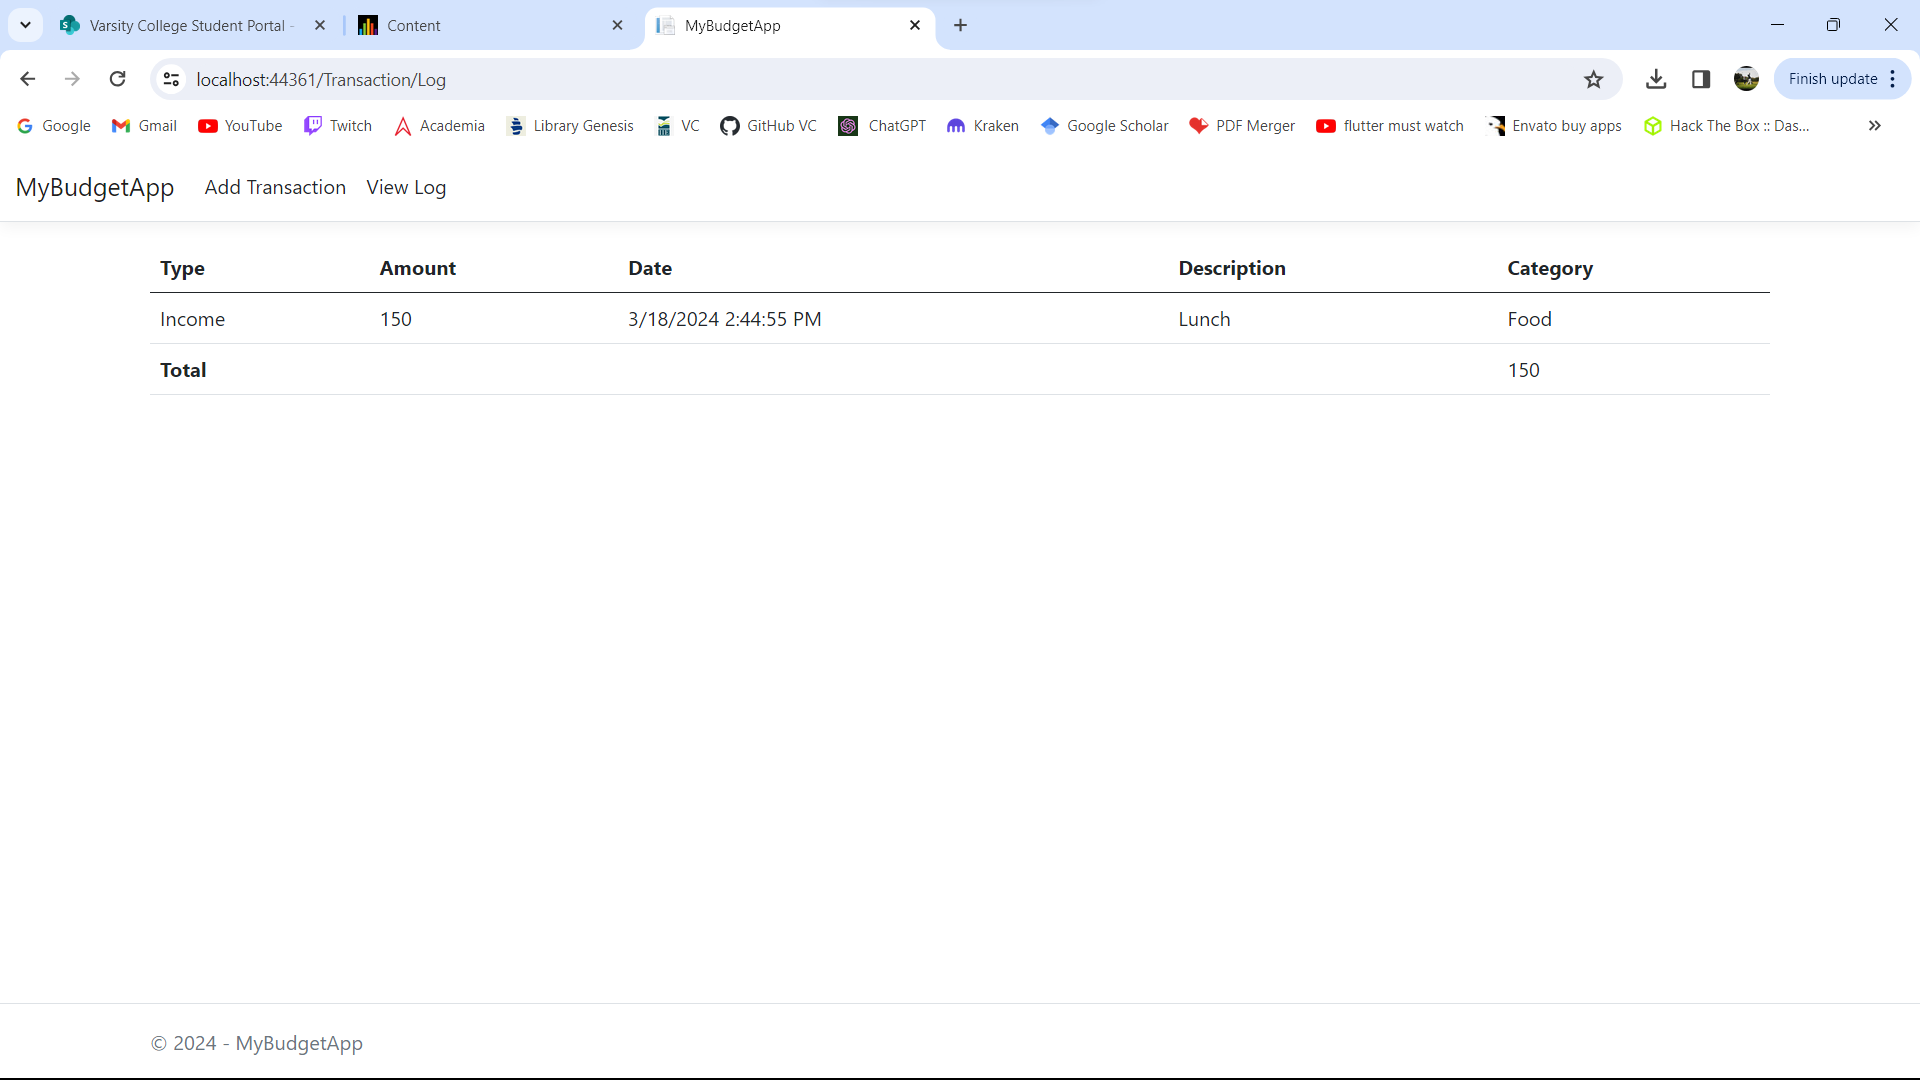 Varsity College Student Portal -
Content
MyBudgetApp
localhost:44361/Transaction/Log
Finish update
Google Gmail YouTube Twitch Academia Library Genesis VC GitHub VC ChatGPT Kraken Google Scholar PDF Merger flutter must watch Envato buy apps Hack The Box :: Das...
MyBudgetApp Add Transaction View Log
Type Amount Date Description Category
Income 150 3/18/2024 2:44:55 PM Lunch Food
Total 150
© 2024 - MyBudgetApp